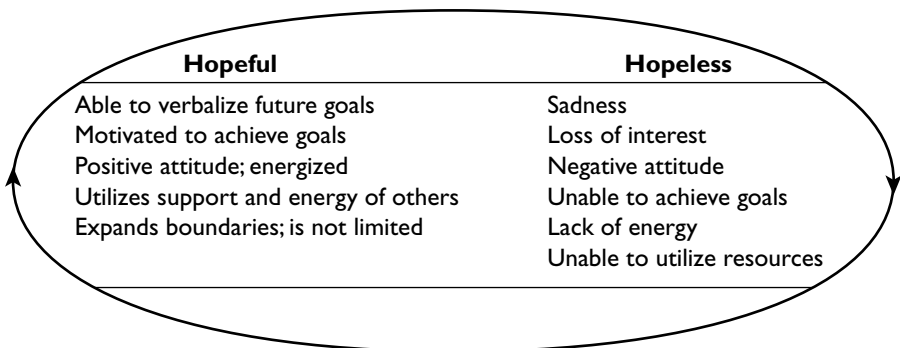 Hopeful
Hopeless
Able to verbalize future goals
Motivated to achieve goals
Positive attitude; energized
Utilizes support and energy of others
Expands boundaries; is not limited
Sadness
Loss of interest
Negative attitude
Unable to achieve goals
Lack of energy
Unable to utilize resources